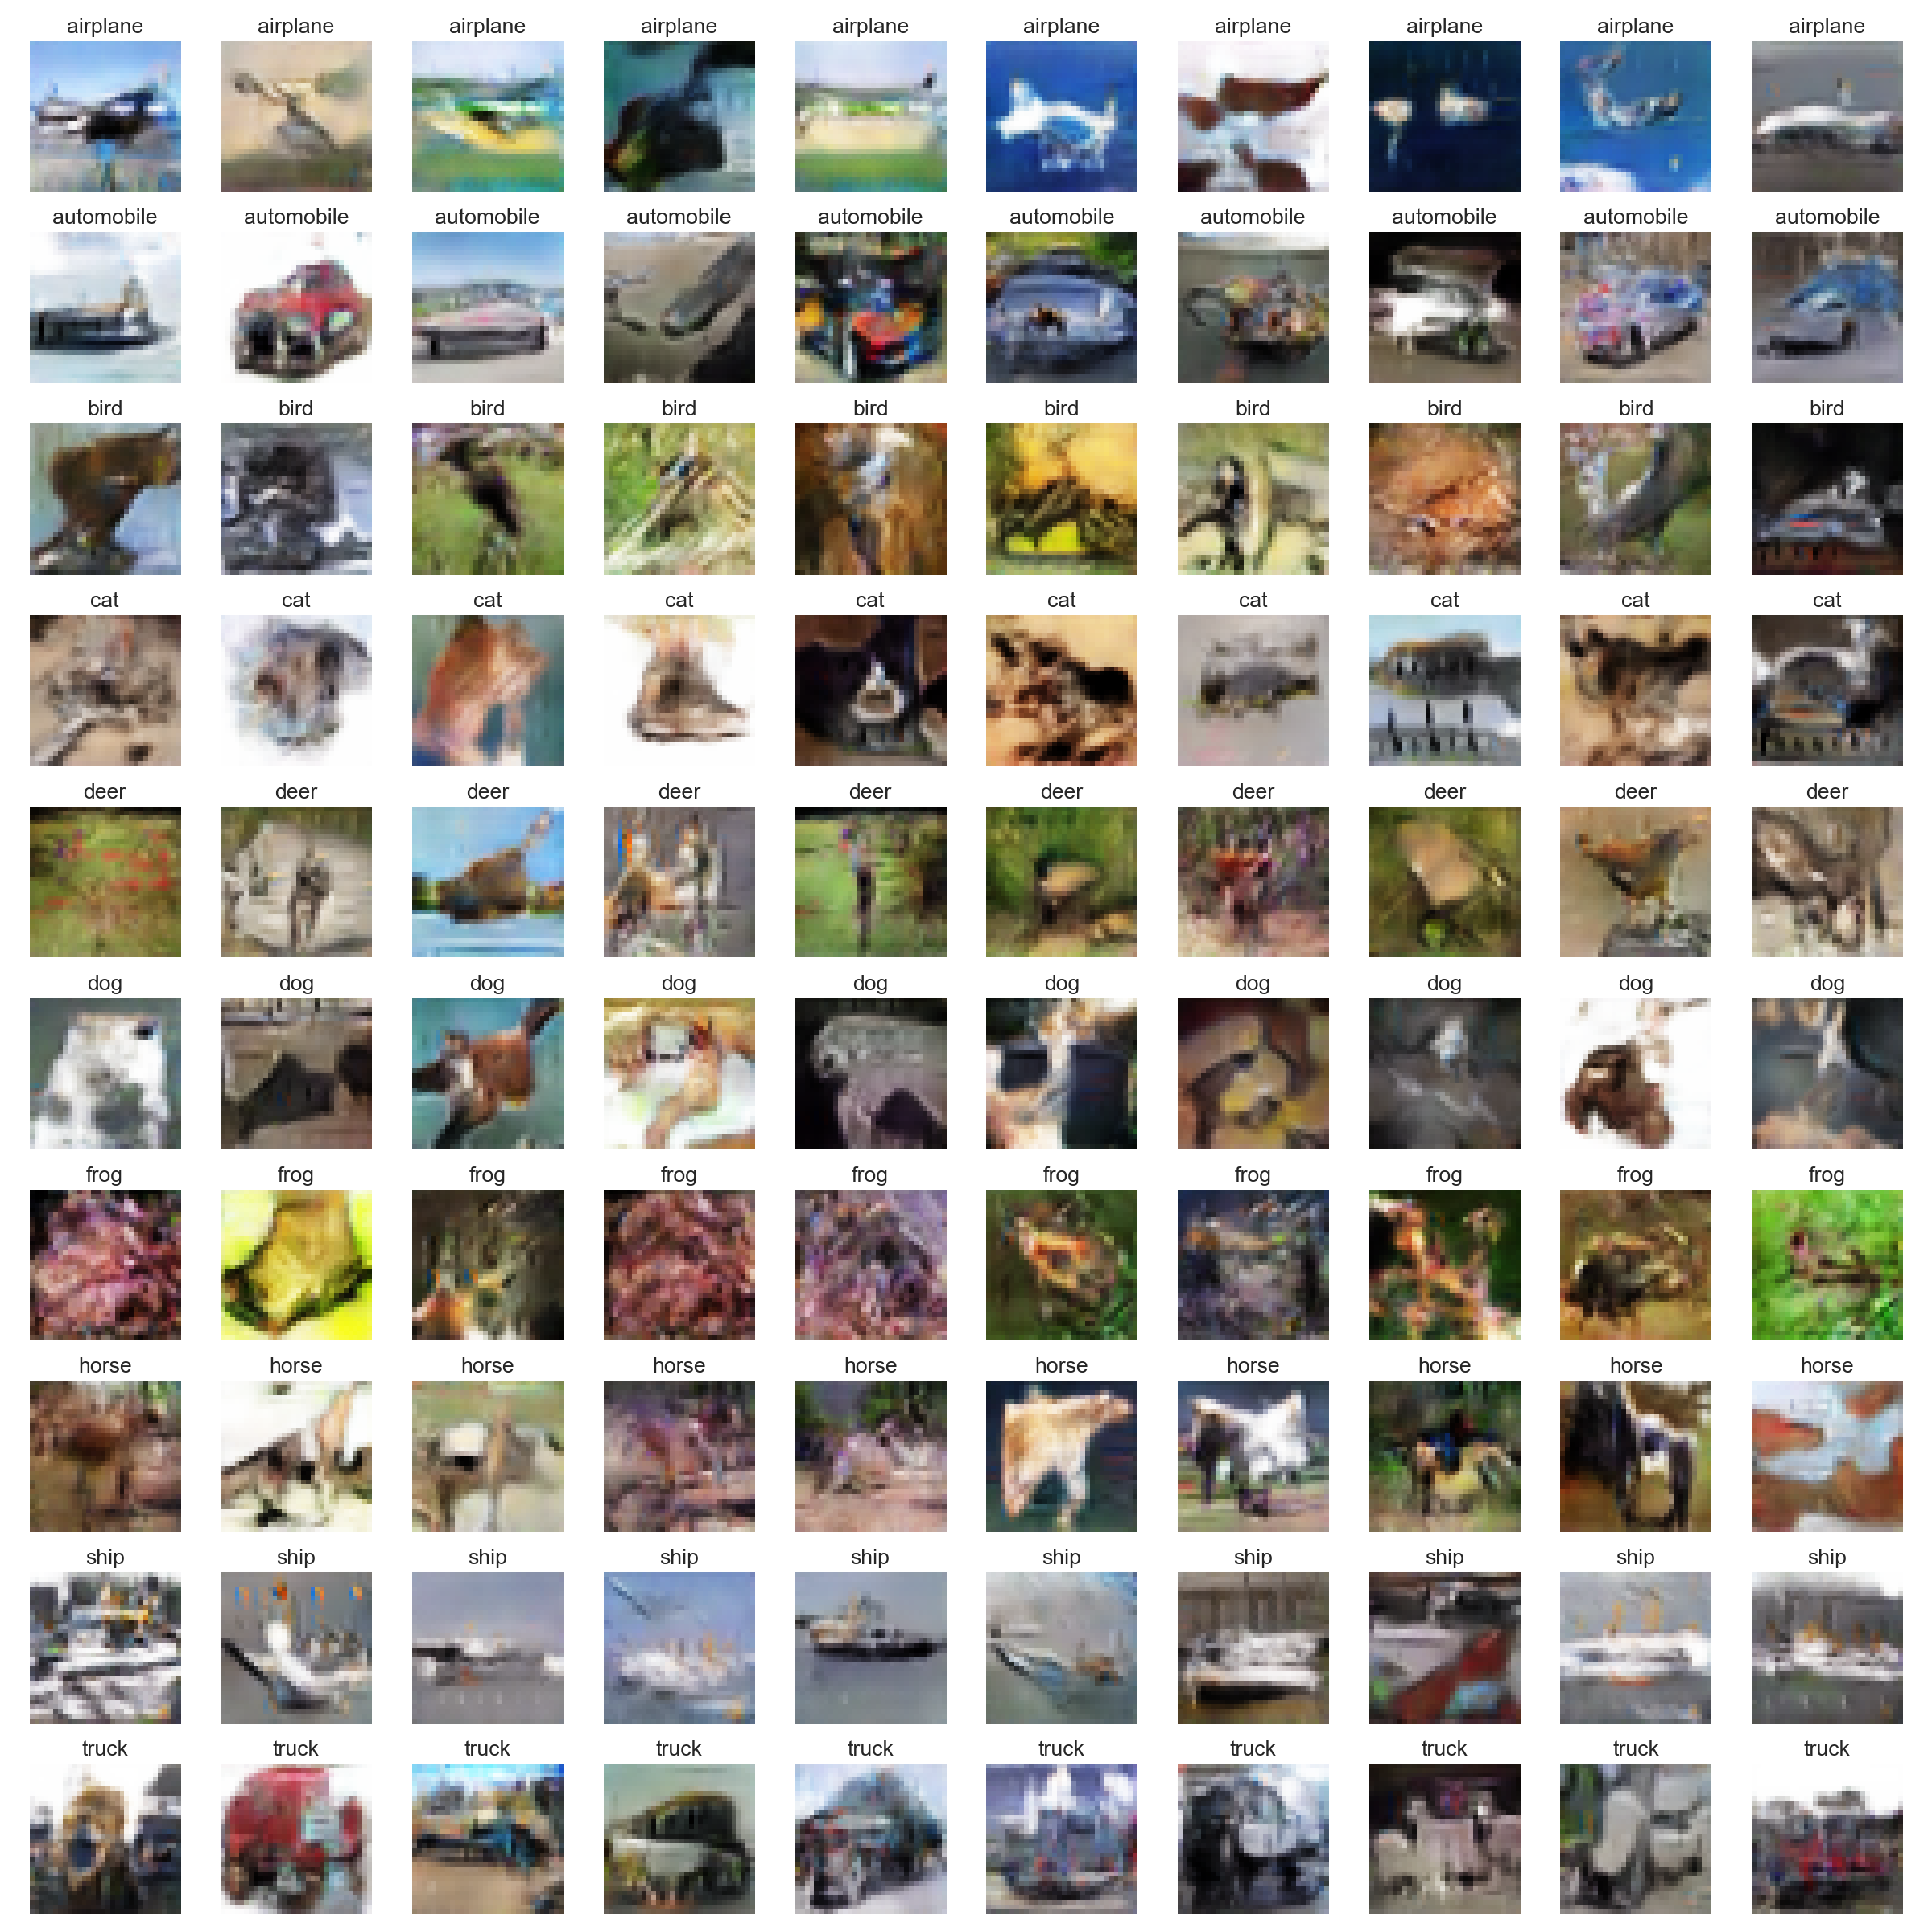 airplane airplane airplane airplane airplane airplane airplane airplane airplane airplane
automobile automobile automobile automobile automobile automobile automobile automobile automobile automobile
bird bird bird bird bird bird bird bird bird bird
cat cat cat cat cat cat cat cat cat cat
deer deer deer deer deer deer deer deer deer deer
dog dog dog dog dog dog dog dog dog dog
frog frog frog frog frog frog frog frog frog frog
horse horse horse horse horse horse horse horse horse horse
ship ship ship ship ship ship ship ship ship ship
truck truck truck truck truck truck truck truck truck truck